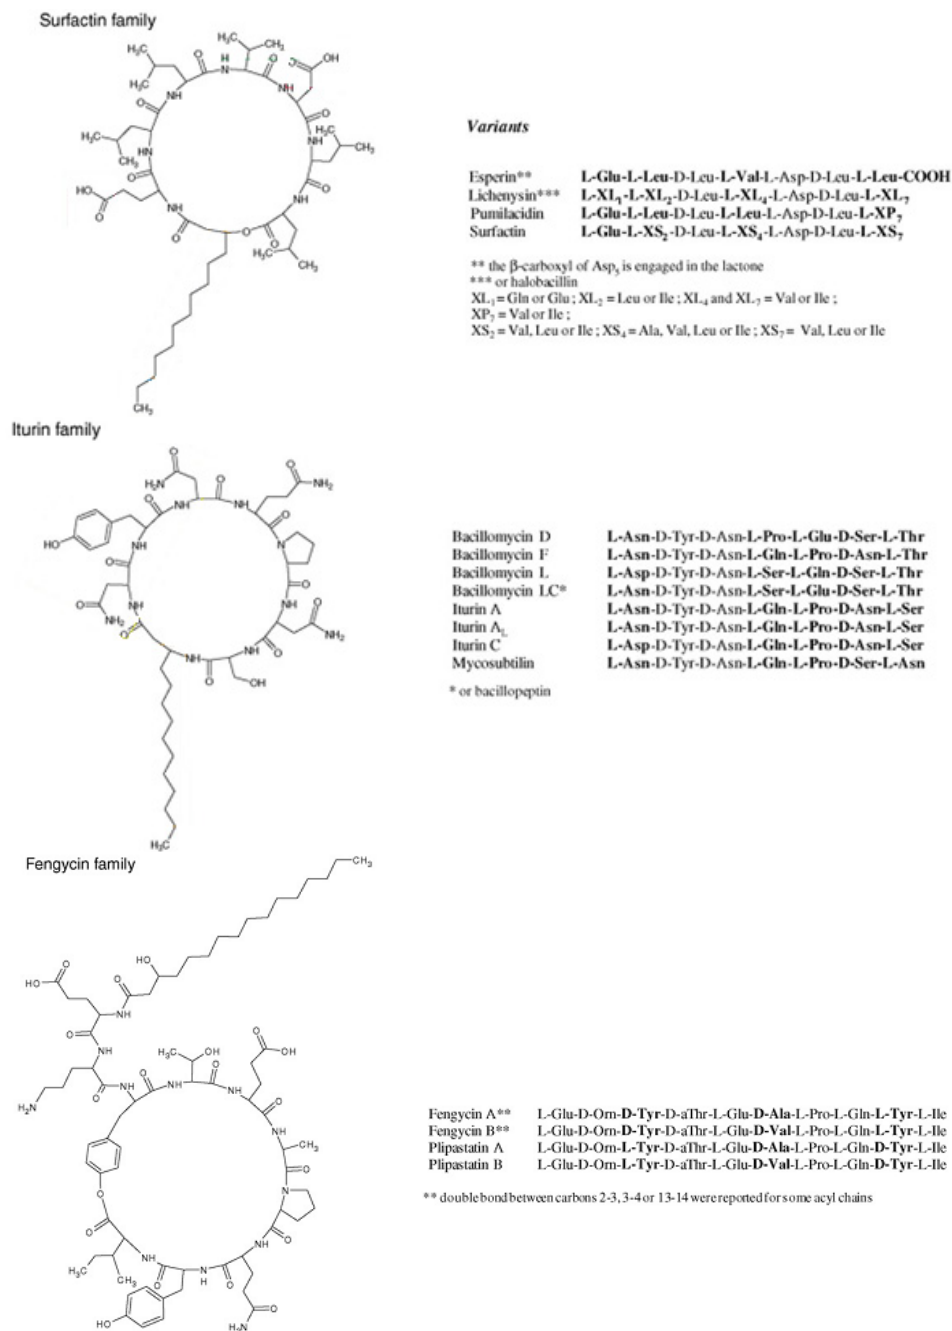 Surfactin family
Variants
Esperin** L-Glu-L-Leu-D-Leu-L-Val-L-Asp-D-Leu-L-Leu-COOH
Lichenysin*** L-XL₁-L-XL₂-D-Leu-L-XL₄-L-Asp-D-Leu-L-XL₇
Pumilacidin L-Glu-L-Leu-D-Leu-L-Leu-L-Asp-D-Leu-L-XP₇
Surfactin L-Glu-L-XS₂-D-Leu-L-XS₄-L-Asp-D-Leu-L-XS₇
** the β-carboxyl of Asp₅ is engaged in the lactone
*** or halobacillin
XL₁= Gln or Glu ; XL₂ = Leu or Ile ; XL₄ and XL₇ = Val or Ile ;
XP₇ = Val or Ile ;
XS₂ = Val, Leu or Ile ; XS₄ = Ala, Val, Leu or Ile ; XS₇ = Val, Leu or Ile
Iturin family
Bacillomycin D L-Asn-D-Tyr-D-Asn-L-Pro-L-Glu-D-Ser-L-Thr
Bacillomycin F L-Asn-D-Tyr-D-Asn-L-Gln-L-Pro-D-Asn-L-Thr
Bacillomycin L L-Asp-D-Tyr-D-Asn-L-Ser-L-Gln-D-Ser-L-Thr
Bacillomycin LC* L-Asn-D-Tyr-D-Asn-L-Ser-L-Glu-D-Ser-L-Thr
Iturin A L-Asn-D-Tyr-D-Asn-L-Gln-L-Pro-D-Asn-L-Ser
Iturin A_L L-Asn-D-Tyr-D-Asn-L-Gln-L-Pro-D-Asn-L-Ser
Iturin C L-Asp-D-Tyr-D-Asn-L-Gln-L-Pro-D-Asn-L-Ser
Mycosubtilin L-Asn-D-Tyr-D-Asn-L-Gln-L-Pro-D-Ser-L-Asn
* or bacillopeptin
Fengycin family
Fengycin A** L-Glu-D-Orn-D-Tyr-D-aThr-L-Glu-D-Ala-L-Pro-L-Gln-L-Tyr-L-Ile
Fengycin B** L-Glu-D-Orn-D-Tyr-D-aThr-L-Glu-D-Val-L-Pro-L-Gln-L-Tyr-L-Ile
Plipastatin A L-Glu-D-Orn-L-Tyr-D-aThr-L-Glu-D-Ala-L-Pro-L-Gln-D-Tyr-L-Ile
Plipastatin B L-Glu-D-Orn-L-Tyr-D-aThr-L-Glu-D-Val-L-Pro-L-Gln-D-Tyr-L-Ile
** double bond between carbons 2-3, 3-4 or 13-14 were reported for some acyl chains